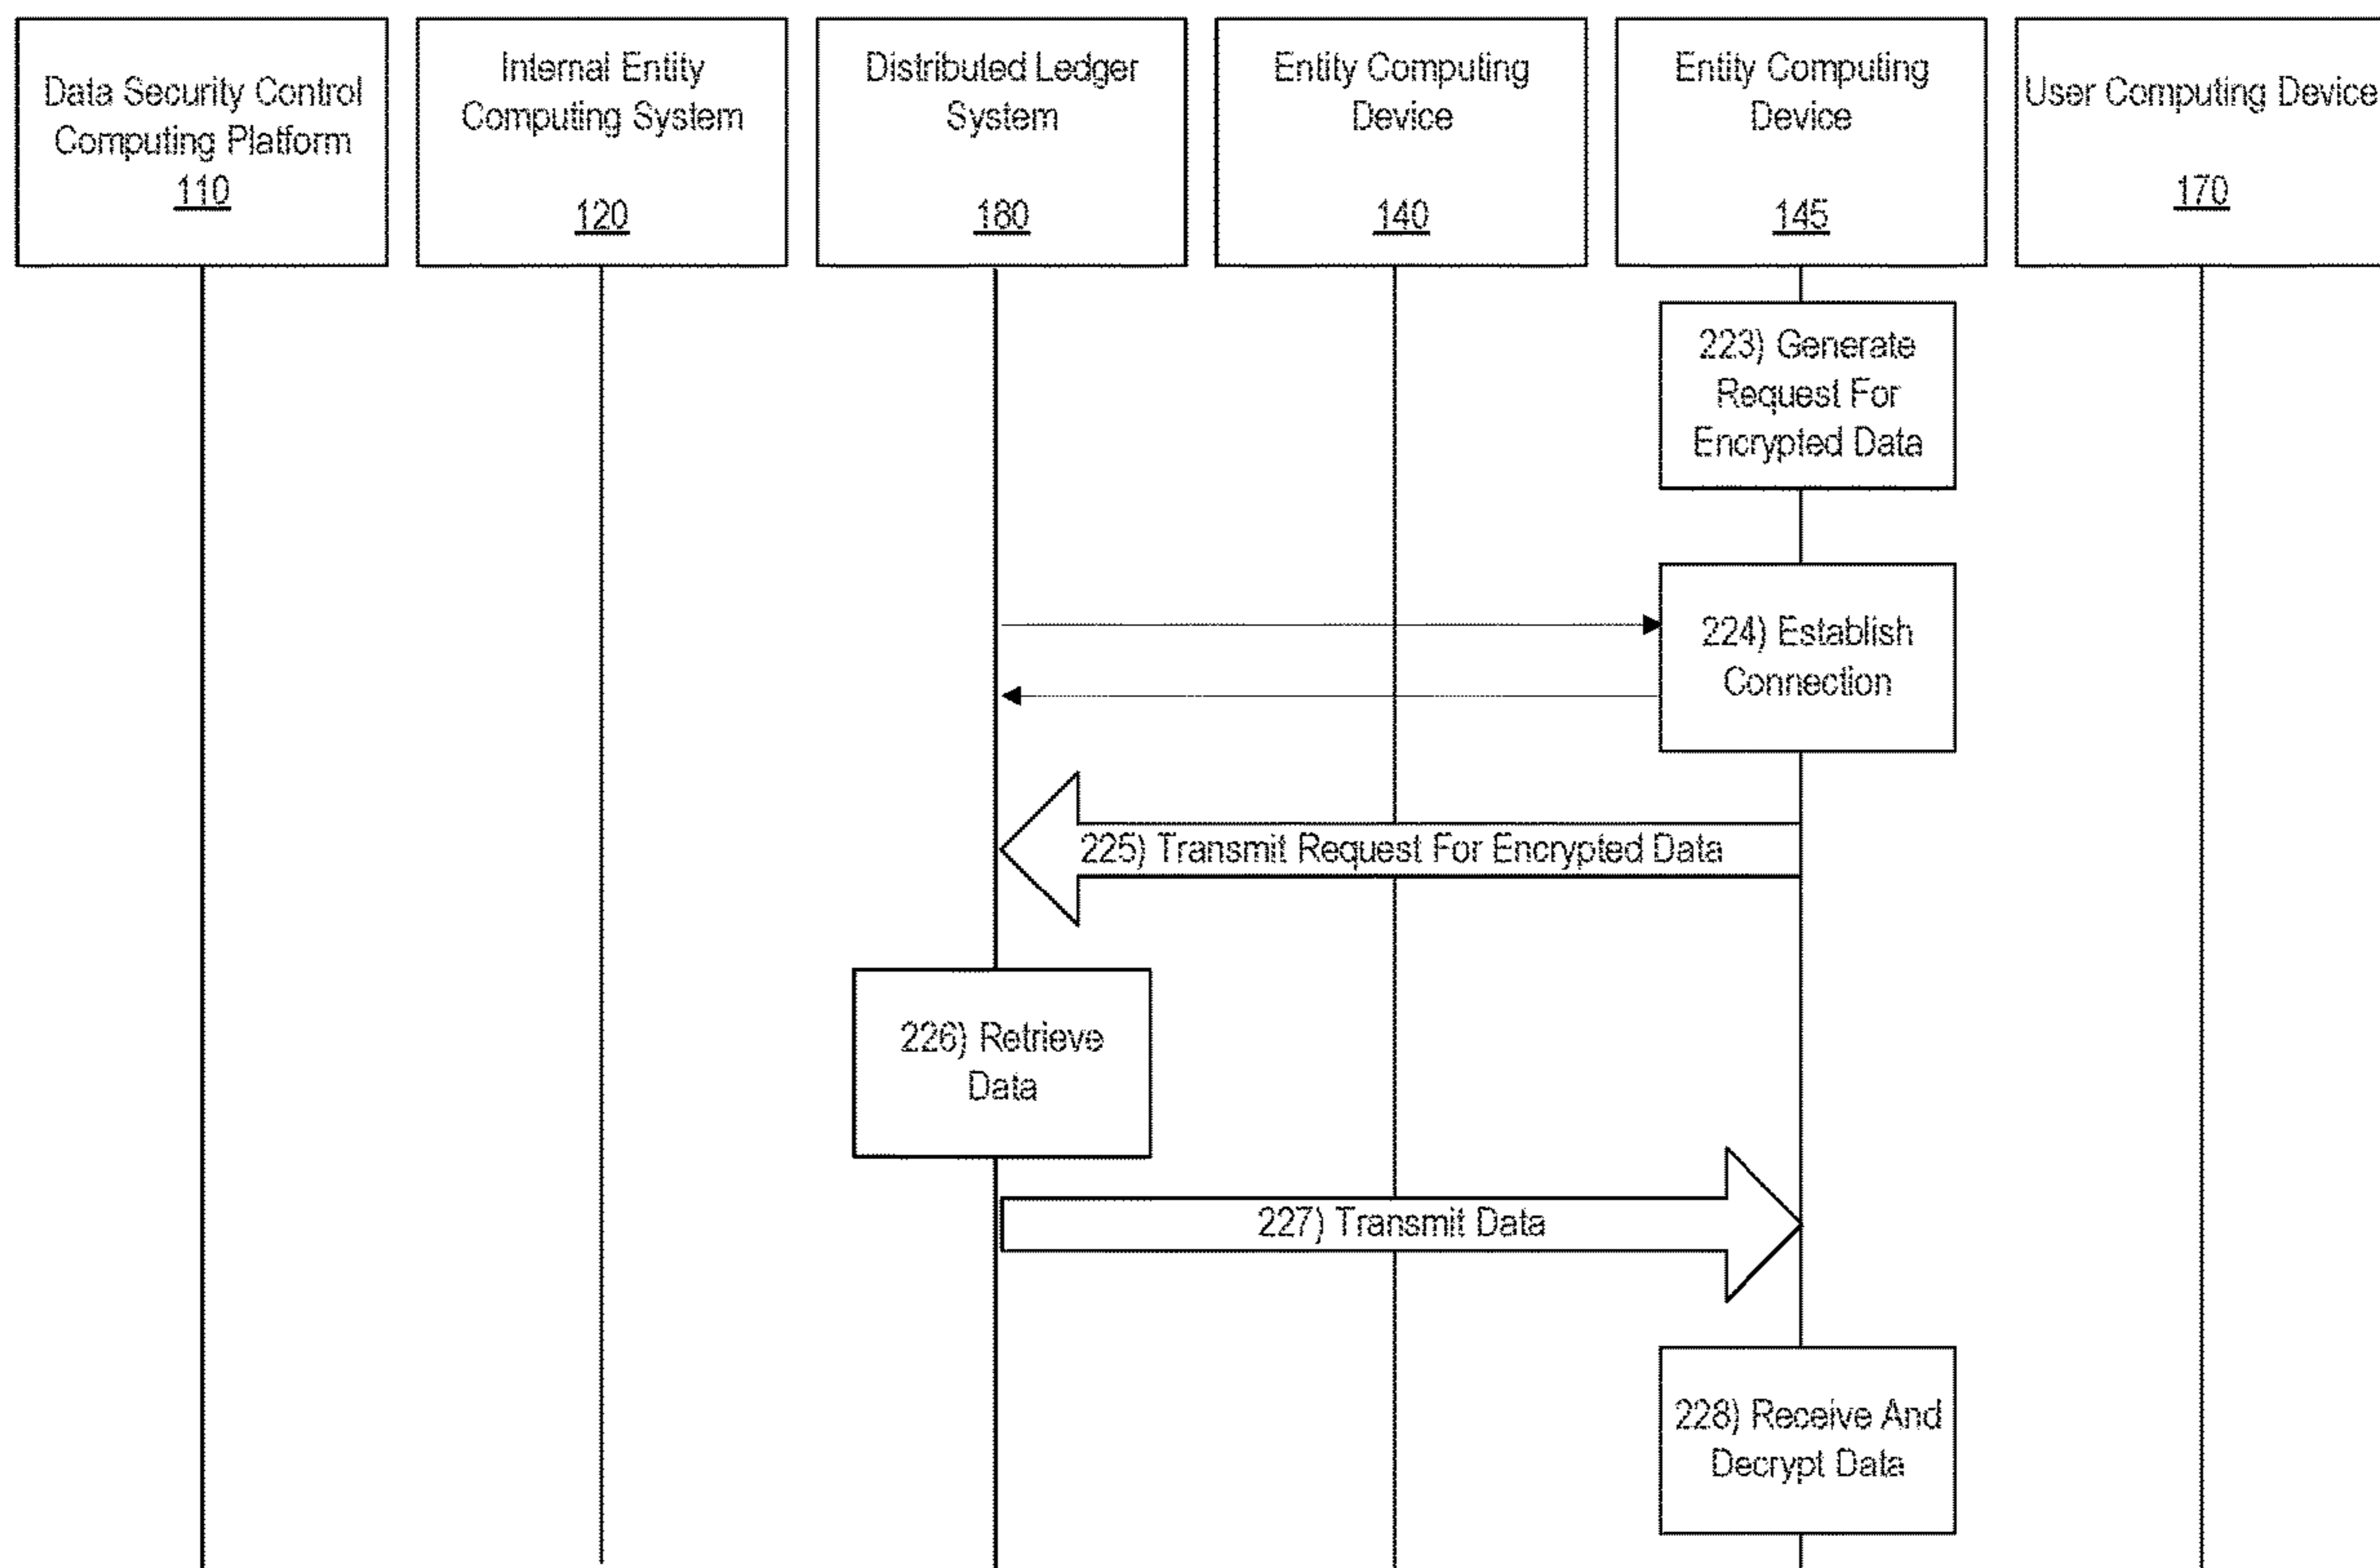 Data Security Control
Computing Platform
110
Internal Entity
Computing System
120
Distributed Ledger
System
180
Entity Computing
Device
140
Entity Computing
Device
145
User Computing Device
170
223) Generate
Request For
Encrypted Data
224) Establish
Connection
225) Transmit Request For Encrypted Data
226) Retrieve
Data
227) Transmit Data
228) Receive And
Decrypt Data